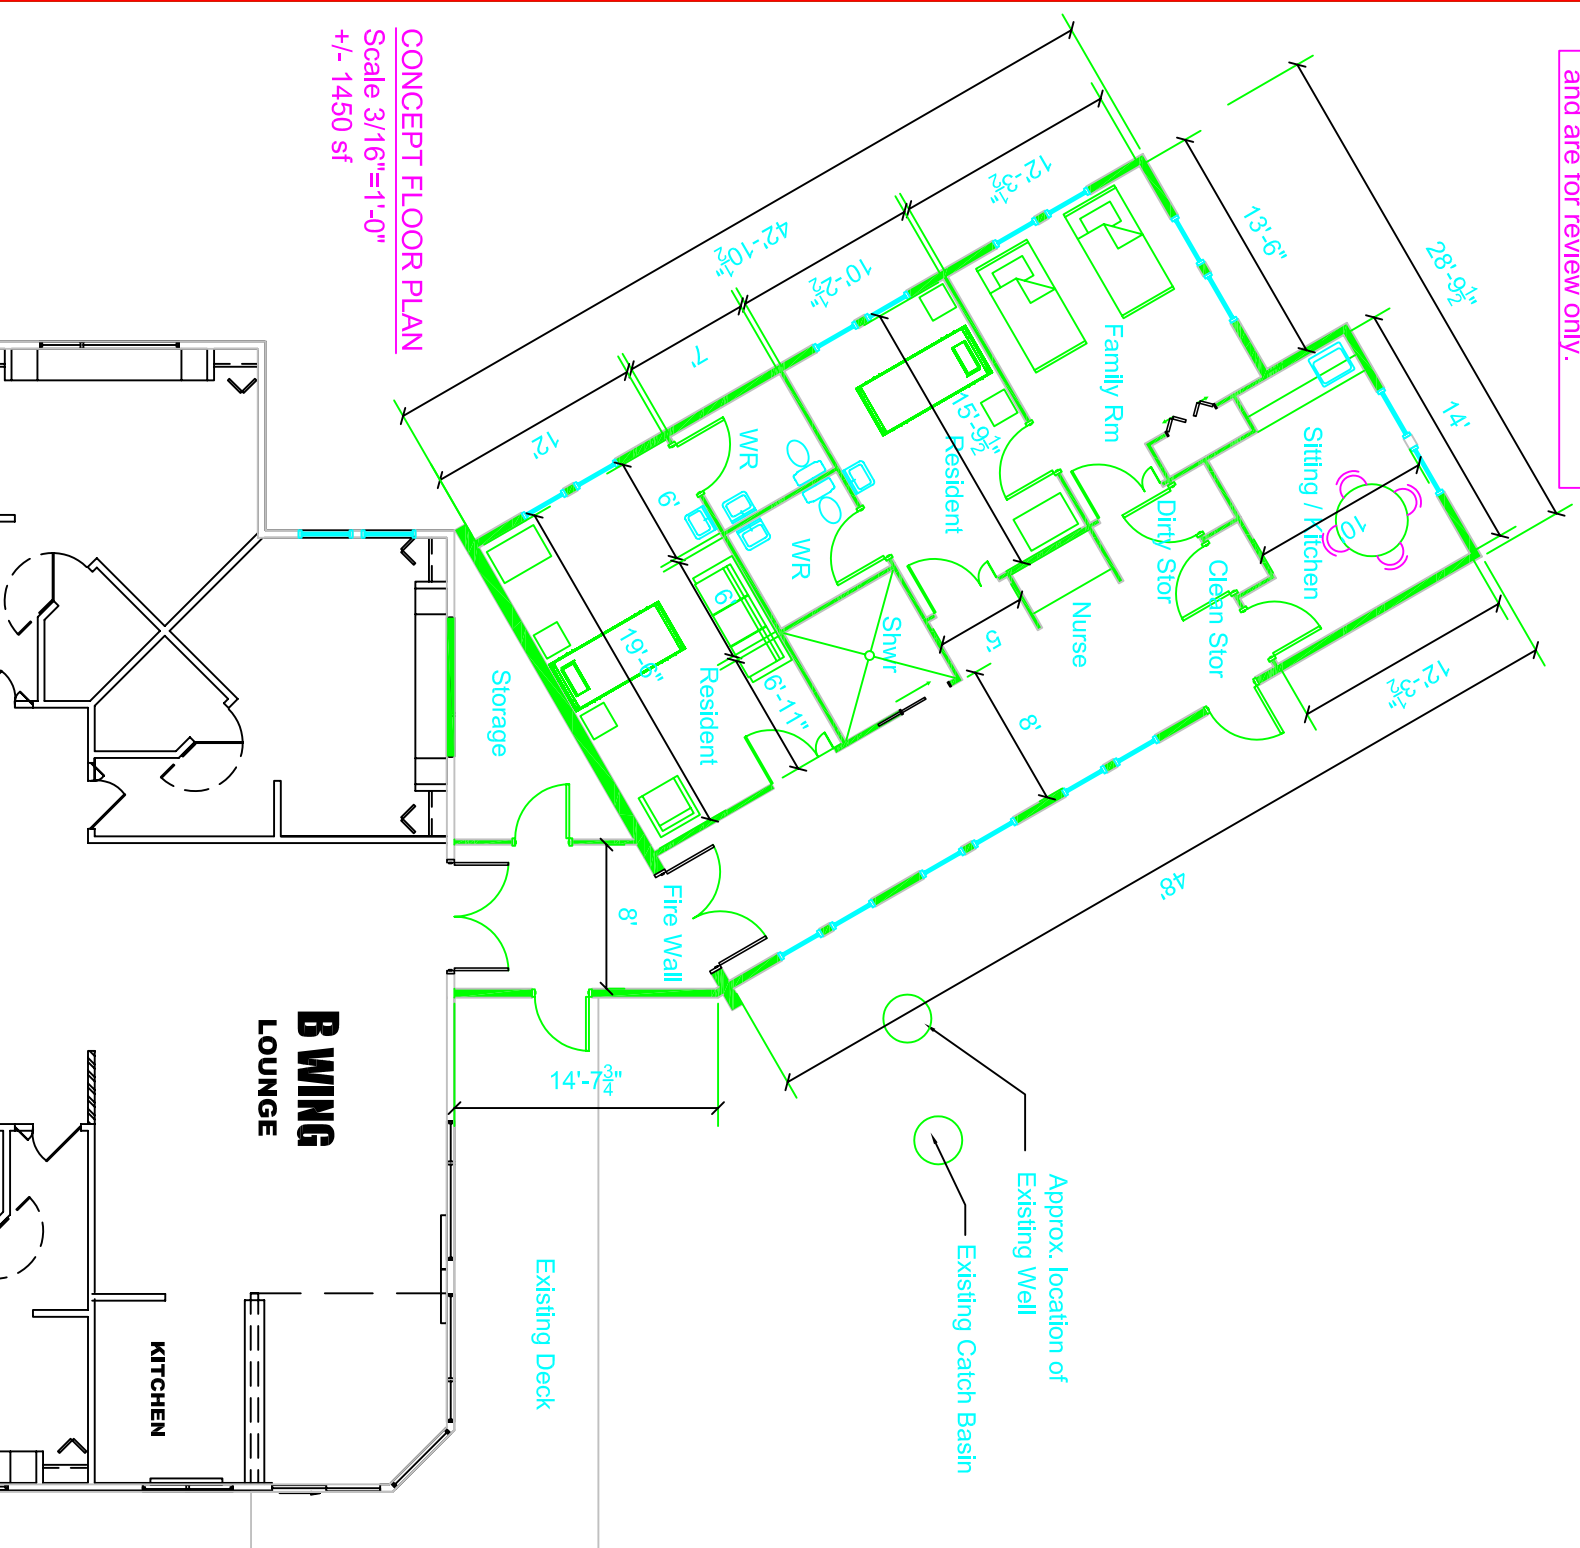 and are for review only.
CONCEPT FLOOR PLAN
Scale 3/16"=1'-0"
+/- 1450 sf
28'-9½"
13'-6"
14'
12'-3½"
42'-10½"
10'-2½"
7'
12'
Family Rm
Sitting / Kitchen
10'
15'-9½"
Resident
Dirty Stor
Clean Stor
Nurse
WR
WR
6'
6'
19'-6"
6'-11"
Shwr
5'
8'
12'-3½"
48'
Resident
Storage
Fire Wall
8'
14'-7¾"
B WING
LOUNGE
KITCHEN
Approx. location of
Existing Well
Existing Catch Basin
Existing Deck